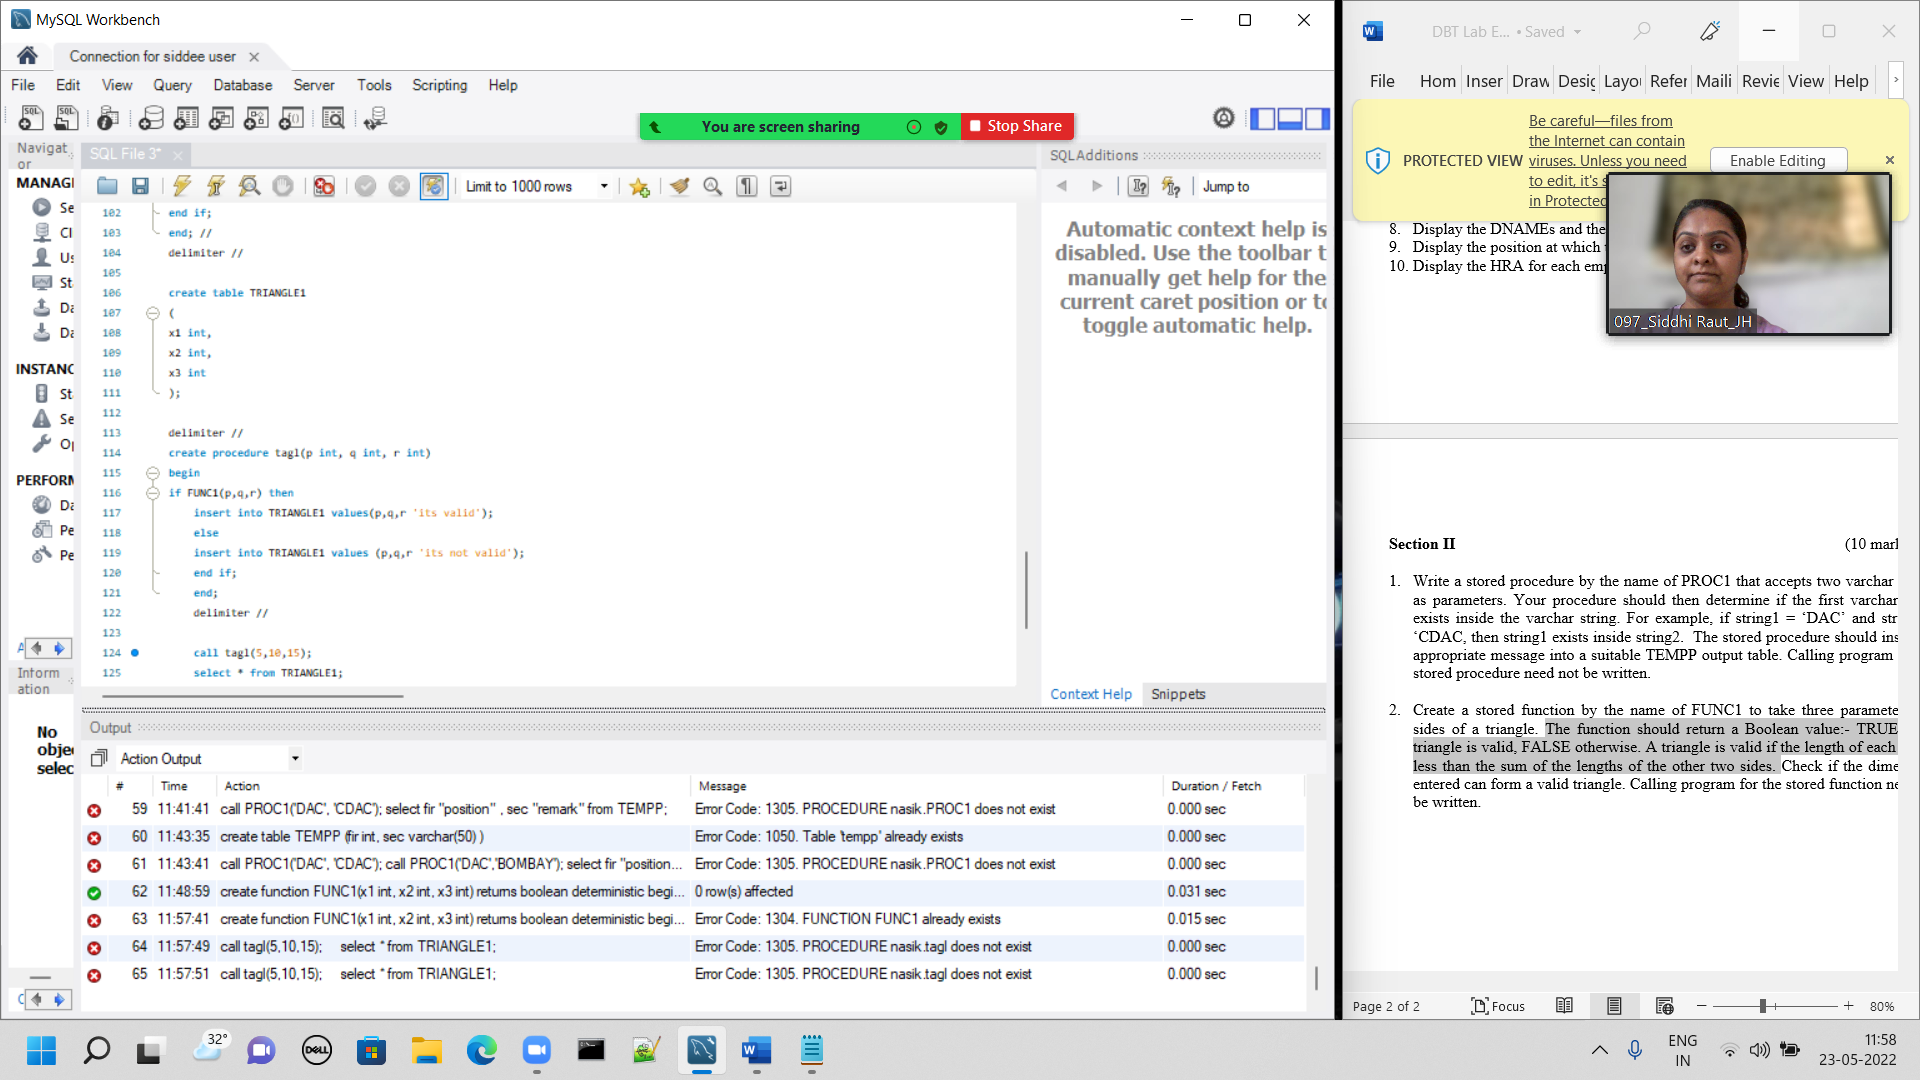 MySQL Workbench
Connection for siddee user
File Edit View Query Database Server Tools Scripting Help
You are screen sharing
Stop Share
Navigat
or
MANAGE
Se
Cl
Us
St
Da
Da
INSTANC
St
Se
Op
PERFORM
Da
Pe
Pe
A
Inform
ation
No
obje
selec
SQL File 3*
Limit to 1000 rows
102 end if;
103 end; //
104 delimiter //
105
106 create table TRIANGLE1
107 (
108 x1 int,
109 x2 int,
110 x3 int
111 );
112
113 delimiter //
114 create procedure tagl(p int, q int, r int)
115 begin
116 if FUNC1(p,q,r) then
117 insert into TRIANGLE1 values(p,q,r 'its valid');
118 else
119 insert into TRIANGLE1 values (p,q,r 'its not valid');
120 end if;
121 end;
122 delimiter //
123
124 call tagl(5,10,15);
125 select * from TRIANGLE1;
SQLAdditions
Jump to
Automatic context help is
disabled. Use the toolbar t
manually get help for the
current caret position or to
toggle automatic help.
Context Help Snippets
Output
Action Output
# Time Action Message Duration / Fetch
59 11:41:41 call PROC1('DAC', 'CDAC'); select fir "position" , sec "remark" from TEMPP; Error Code: 1305. PROCEDURE nasik.PROC1 does not exist 0.000 sec
60 11:43:35 create table TEMPP (fir int, sec varchar(50) ) Error Code: 1050. Table 'tempp' already exists 0.000 sec
61 11:43:41 call PROC1('DAC', 'CDAC'); call PROC1('DAC','BOMBAY'); select fir "position... Error Code: 1305. PROCEDURE nasik.PROC1 does not exist 0.000 sec
62 11:48:59 create function FUNC1(x1 int, x2 int, x3 int) returns boolean deterministic begi... 0 row(s) affected 0.031 sec
63 11:57:41 create function FUNC1(x1 int, x2 int, x3 int) returns boolean deterministic begi... Error Code: 1304. FUNCTION FUNC1 already exists 0.015 sec
64 11:57:49 call tagl(5,10,15); select * from TRIANGLE1; Error Code: 1305. PROCEDURE nasik.tagl does not exist 0.000 sec
65 11:57:51 call tagl(5,10,15); select * from TRIANGLE1; Error Code: 1305. PROCEDURE nasik.tagl does not exist 0.000 sec
DBT Lab E... • Saved
File Hom Inser Draw Desig Layou Refer Maili Revie View Help
PROTECTED VIEW
Be careful—files from
the Internet can contain
viruses. Unless you need
to edit, it's s
in Protected
Enable Editing
8. Display the DNAMEs and the
9. Display the position at which
10. Display the HRA for each emp
097_Siddhi Raut_JH
Section II (10 mark
1. Write a stored procedure by the name of PROC1 that accepts two varchar
as parameters. Your procedure should then determine if the first varchar
exists inside the varchar string. For example, if string1 = ‘DAC’ and str
‘CDAC, then string1 exists inside string2. The stored procedure should ins
appropriate message into a suitable TEMPP output table. Calling program
stored procedure need not be written.
2. Create a stored function by the name of FUNC1 to take three paramete
sides of a triangle. The function should return a Boolean value:- TRUE
triangle is valid, FALSE otherwise. A triangle is valid if the length of each
less than the sum of the lengths of the other two sides. Check if the dime
entered can form a valid triangle. Calling program for the stored function ne
be written.
Page 2 of 2 Focus 80%
32°
DELL
ENG
IN
11:58
23-05-2022